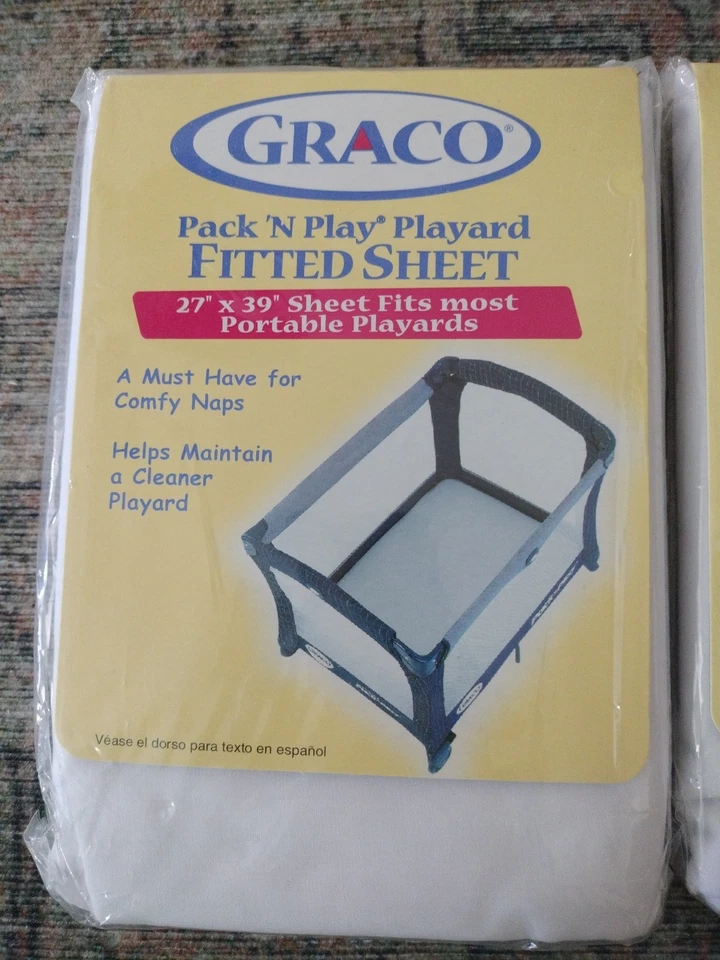 GRACO®
Pack 'N Play® Playard
FITTED SHEET
27" x 39" Sheet Fits most
Portable Playards
A Must Have for
Comfy Naps
Helps Maintain
a Cleaner
Playard
Véase el dorso para texto en español